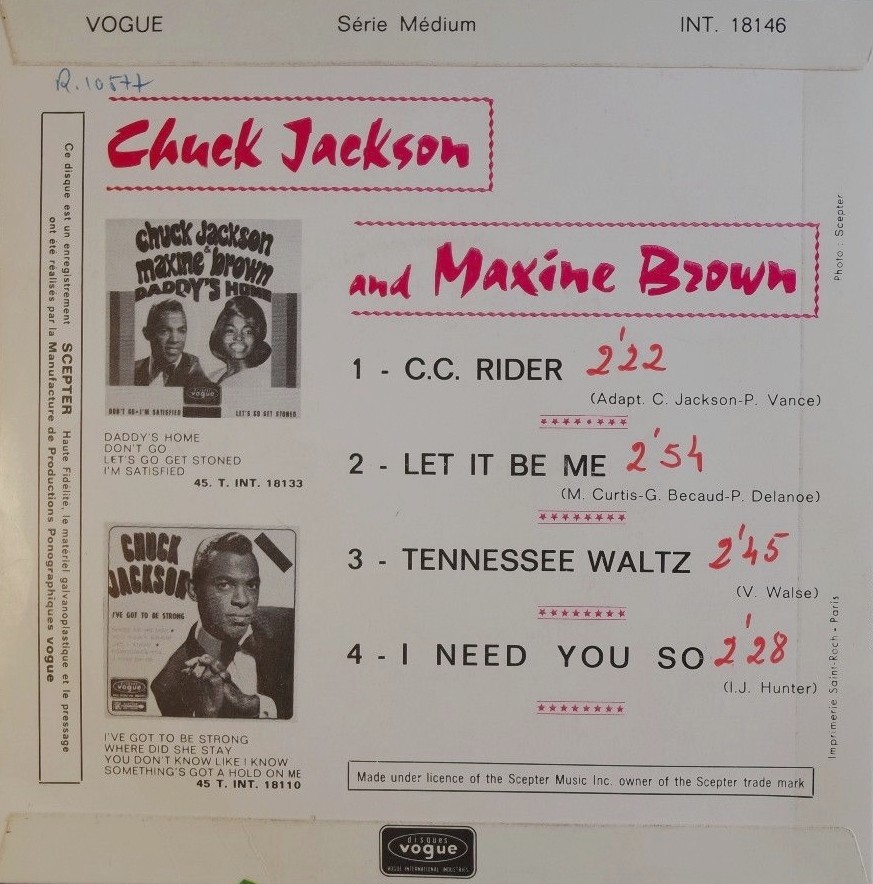 VOGUE Série Médium INT. 18146
R.10577
Chuck Jackson
and Maxine Brown
Ce disque est un enregistrement SCEPTER Haute Fidélité, le matériel galvanoplastique et le pressage
ont été réalisés par la Manufacture de Productions Ponographiques vogue
chuck Jackson
&
maxine brown
DADDY'S HOME
DON'T GO • I'M SATISFIED
vogue
LET'S GO GET STONED
DADDY'S HOME
DON'T GO
LET'S GO GET STONED
I'M SATISFIED
45. T. INT. 18133
CHUCK
JACKSON
I'VE GOT TO BE STRONG
vogue
I'VE GOT TO BE STRONG
WHERE DID SHE STAY
YOU DON'T KNOW LIKE I KNOW
SOMETHING'S GOT A HOLD ON ME
45 T. INT. 18110
1 - C.C. RIDER 2'22
(Adapt. C. Jackson-P. Vance)
2 - LET IT BE ME 2'54
(M. Curtis-G. Becaud-P. Delanoe)
3 - TENNESSEE WALTZ 2'45
(V. Walse)
4 - I NEED YOU SO 2'28
(I.J. Hunter)
Photo : Scepter
Imprimerie Saint-Roch - Paris
Made under licence of the Scepter Music Inc. owner of the Scepter trade mark
disques
vogue
VOGUE INTERNATIONAL INDUSTRIES